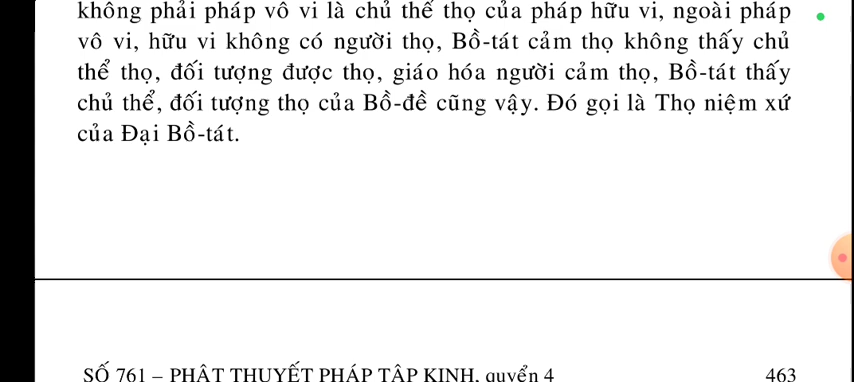 không phải pháp vô vi là chủ thể thọ của pháp hữu vi, ngoài pháp
vô vi, hữu vi không có người thọ, Bồ-tát cảm thọ không thấy chủ
thể thọ, đối tượng được thọ, giáo hóa người cảm thọ, Bồ-tát thấy
chủ thể, đối tượng thọ của Bồ-đề cũng vậy. Đó gọi là Thọ niệm xứ
của Đại Bồ-tát.
SỐ 761 – PHẬT THUYẾT PHÁP TẬP KINH, quyển 4 463